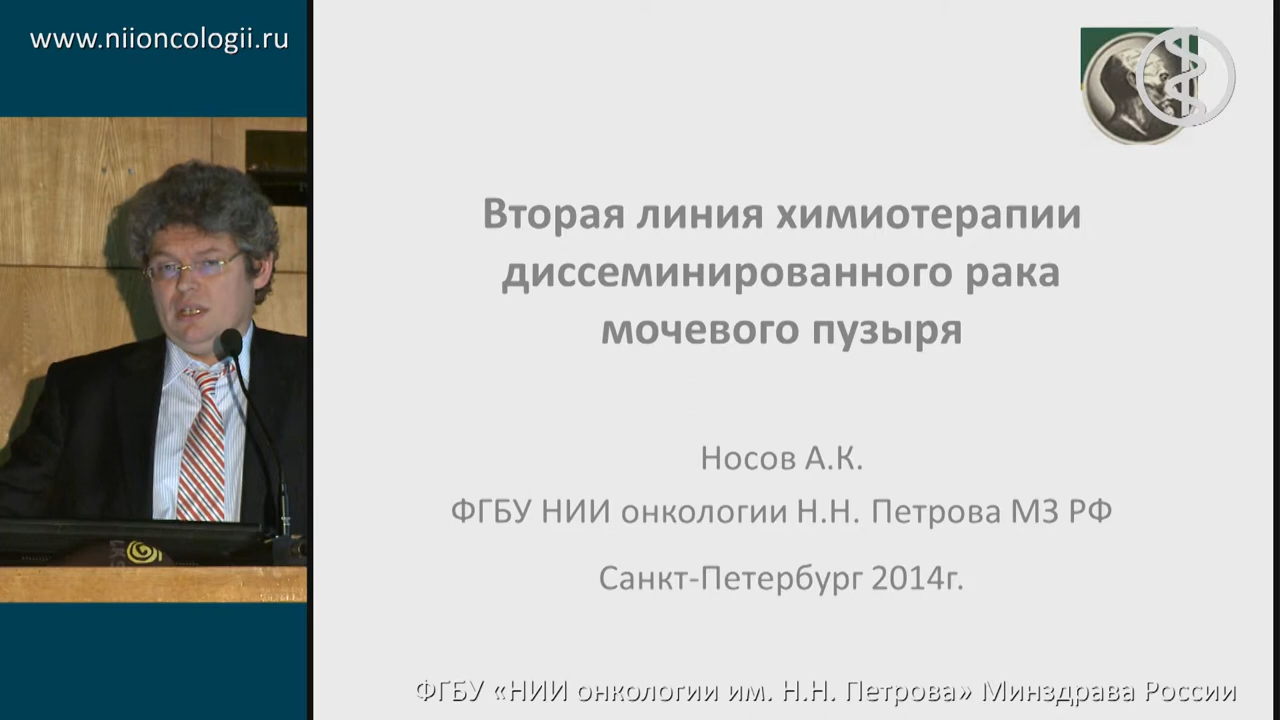 www.niioncologii.ru
Вторая линия химиотерапии
диссеминированного рака
мочевого пузыря
Носов А.К.
ФГБУ НИИ онкологии Н.Н. Петрова МЗ РФ
Санкт-Петербург 2014г.
ФГБУ «НИИ онкологии им. Н.Н. Петрова» Минздрава России